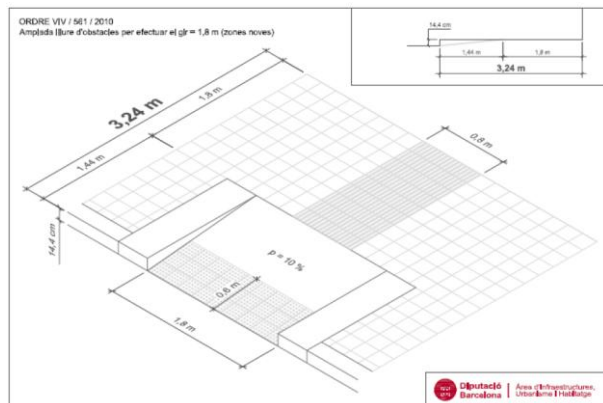 ORDRE VIV / 561 / 2010
Amplada lliure d'obstacles per efectuar el gir = 1,8 m (zones noves)
14,4 cm
1,44 m
1,8 m
3,24 m
3,24 m
1,8 m
1,44 m
0,8 m
14,4 cm
p = 10 %
0,6 m
1,8 m
Diputació
Barcelona
Àrea d'Infraestructures,
Urbanisme i Habitatge